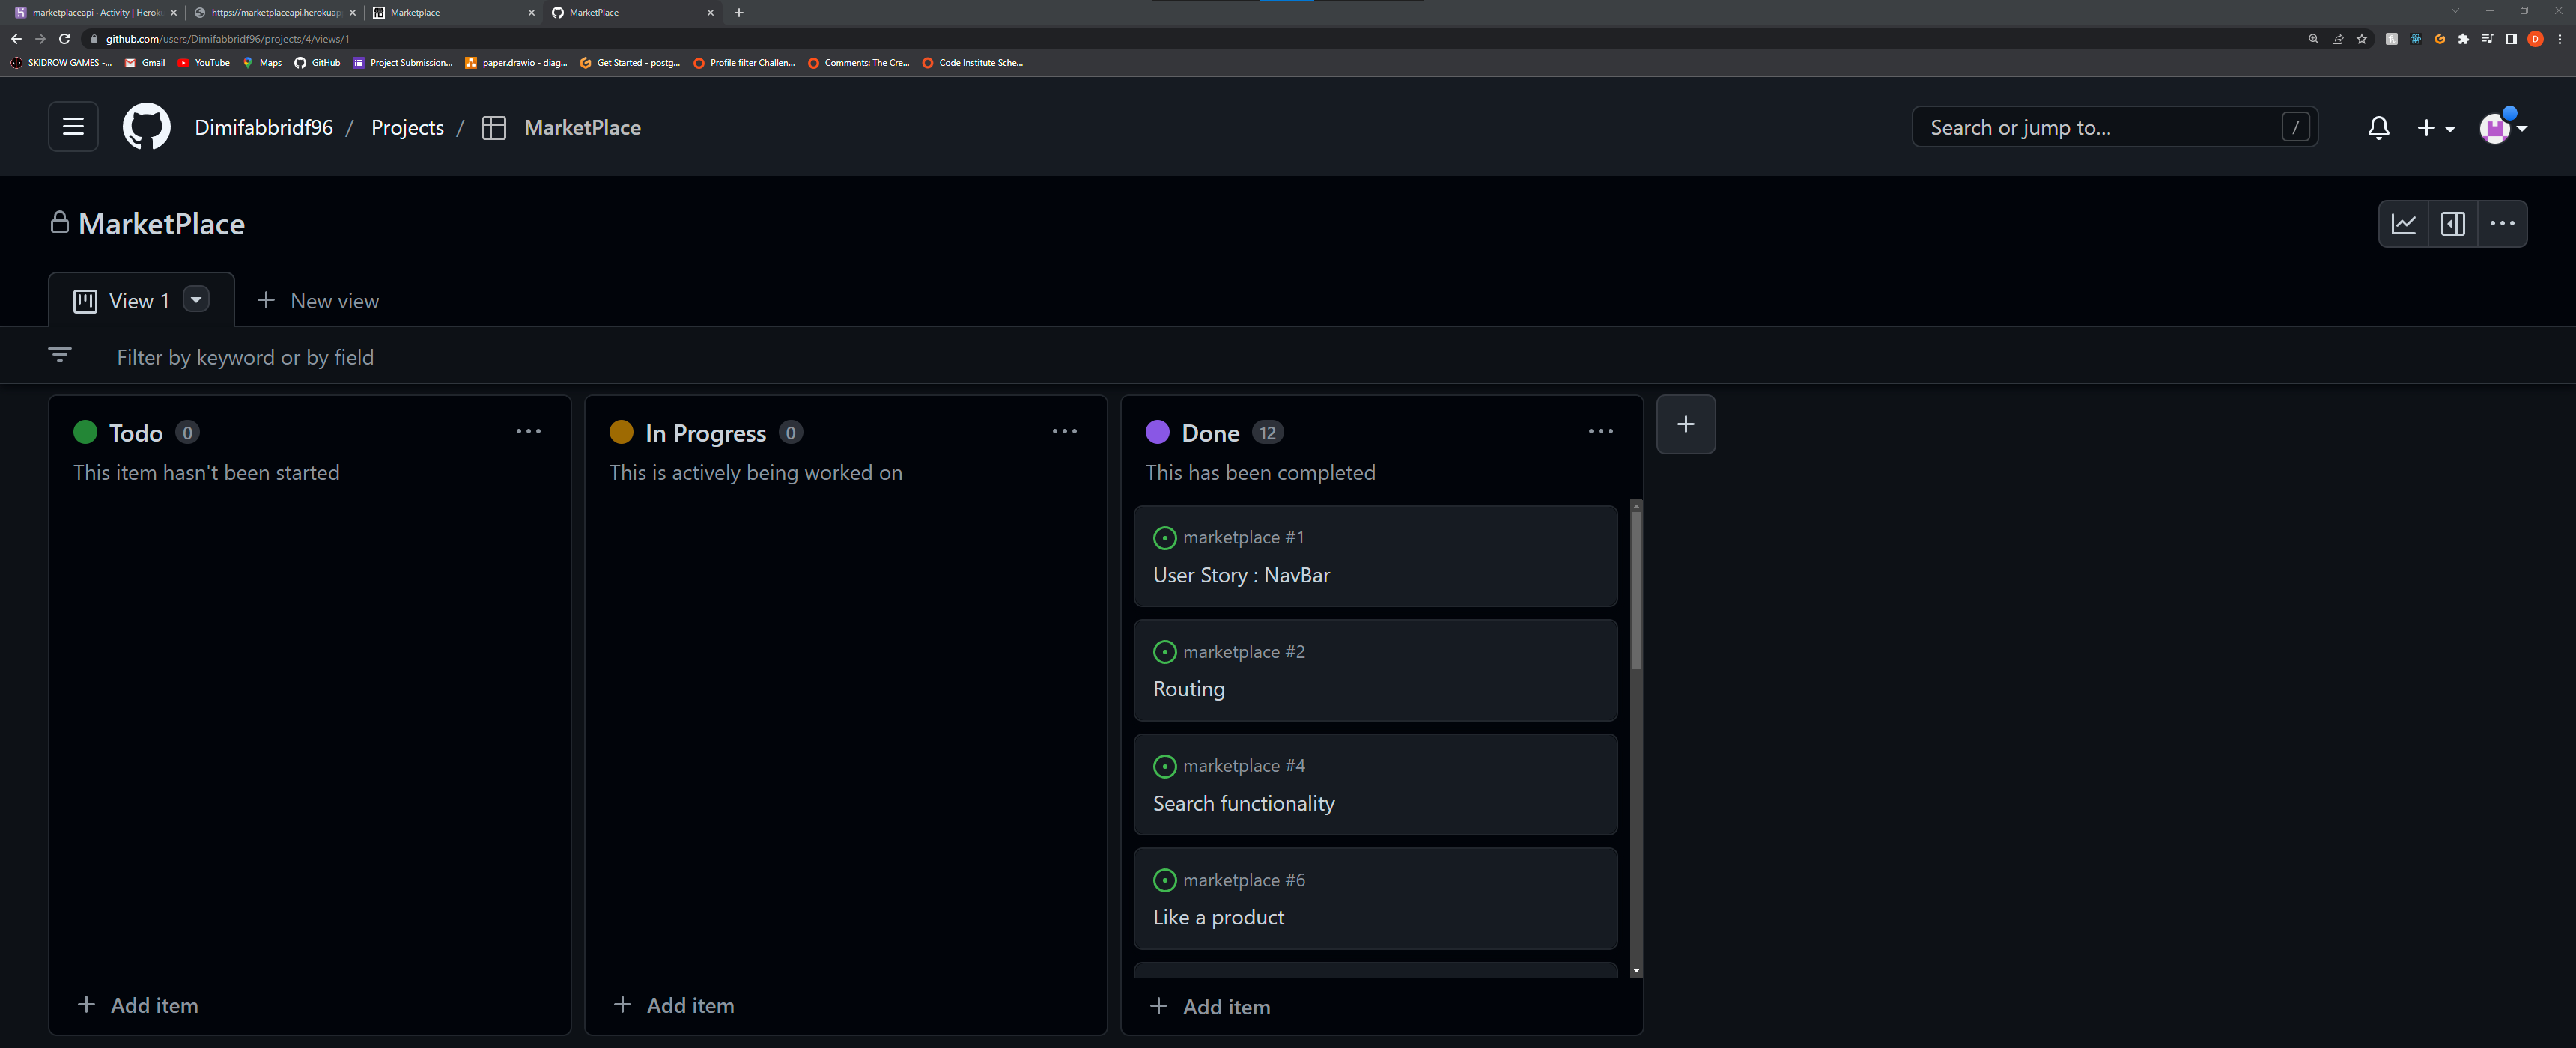 marketplaceapi - Activity | Heroku
https://marketplaceapi.herokuap
Marketplace
MarketPlace
github.com/users/Dimifabbridf96/projects/4/views/1
SKIDROW GAMES -...
Gmail
YouTube
Maps
GitHub
Project Submission...
paper.drawio - diag...
Get Started - postg...
Profile filter Challen...
Comments: The Cre...
Code Institute Sche...
D
Dimifabbridf96 / Projects / MarketPlace
Search or jump to... /
MarketPlace
View 1
New view
Filter by keyword or by field
Todo 0
This item hasn't been started
Add item
In Progress 0
This is actively being worked on
Add item
Done 12
This has been completed
marketplace #1
User Story : NavBar
marketplace #2
Routing
marketplace #4
Search functionality
marketplace #6
Like a product
Add item